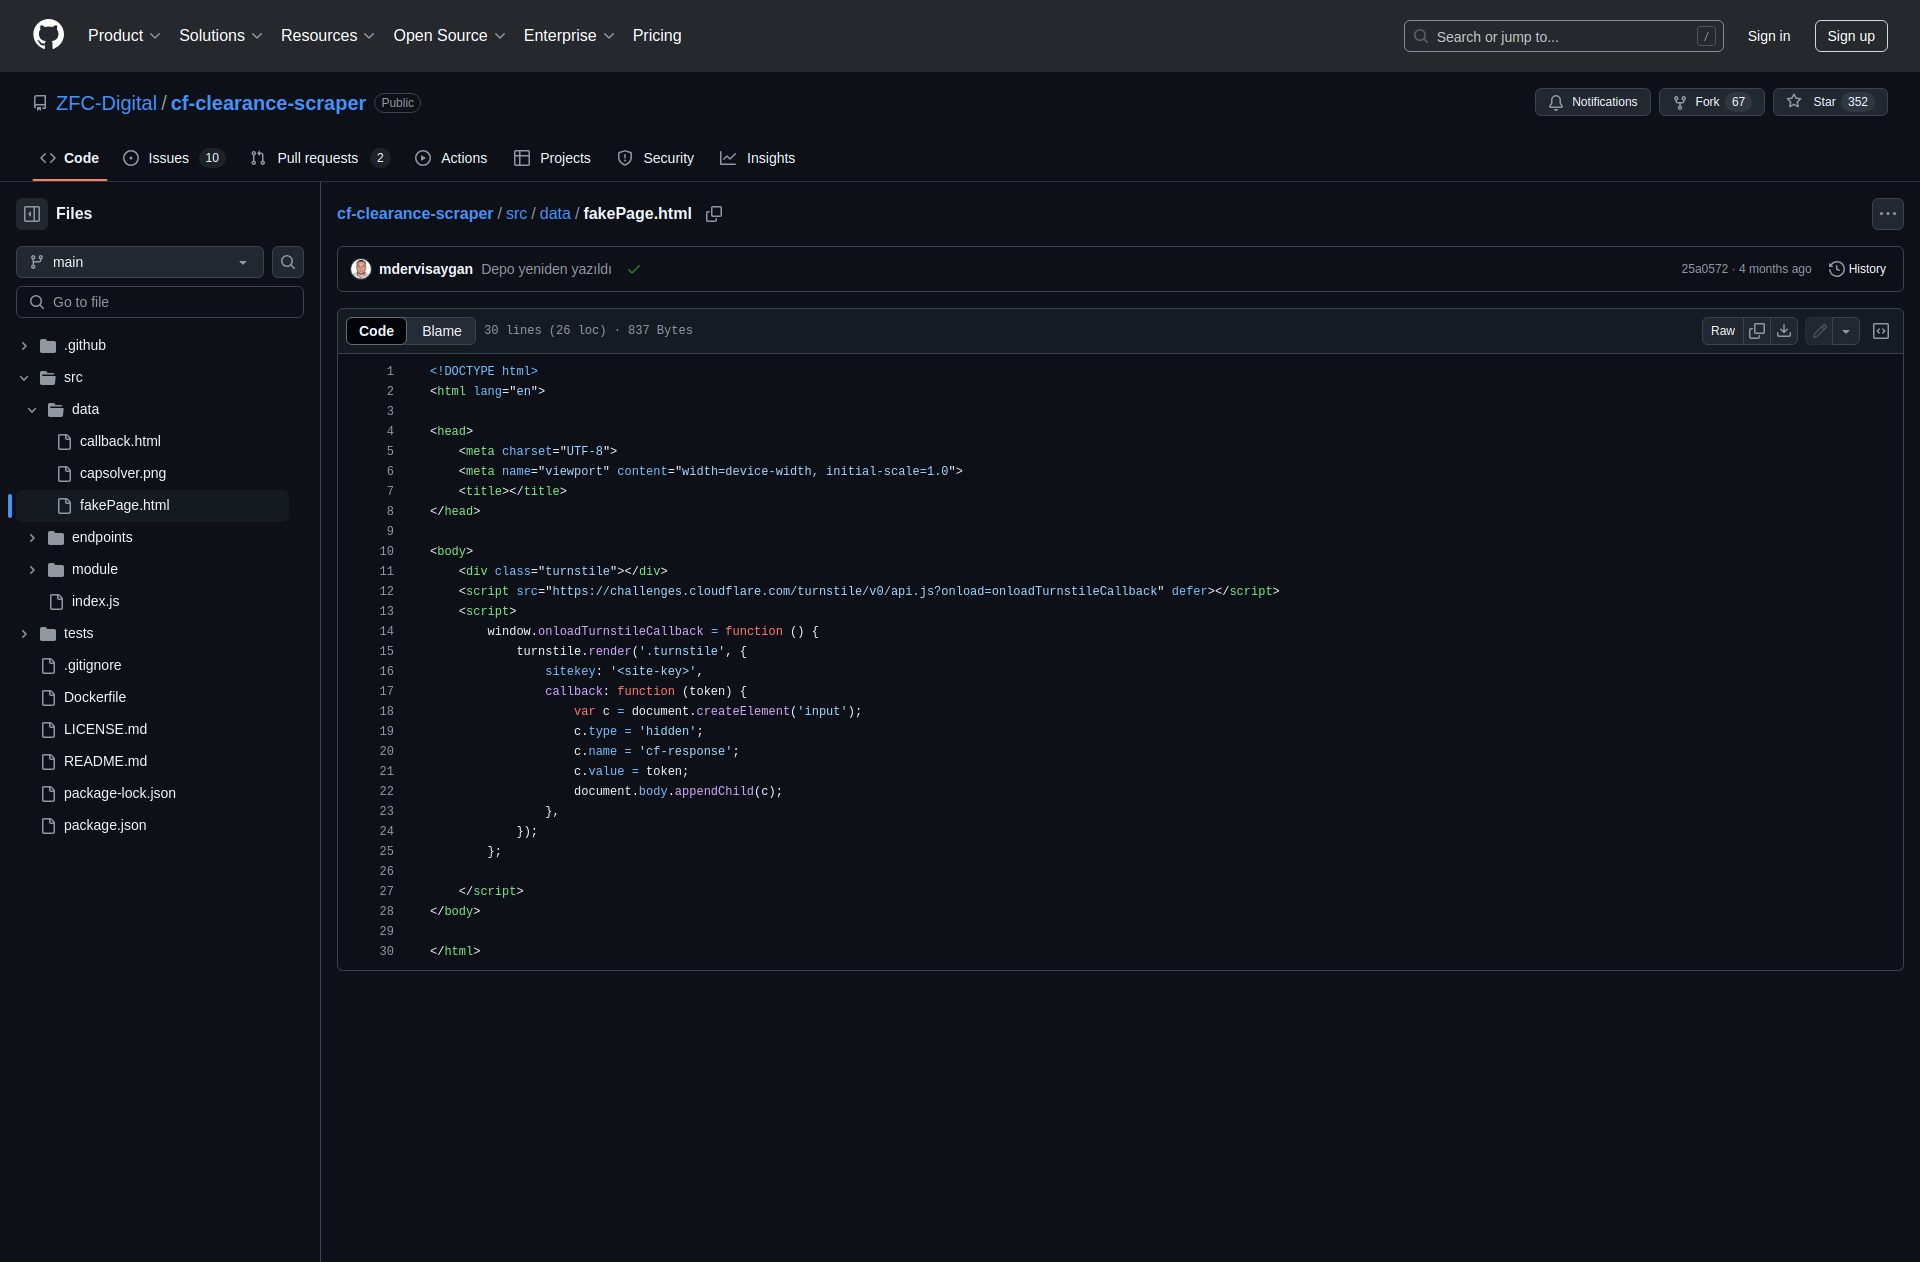 Product Solutions Resources Open Source Enterprise Pricing Search or jump to... / Sign in Sign up
ZFC-Digital / cf-clearance-scraper Public Notifications Fork 67 Star 352
Code Issues 10 Pull requests 2 Actions Projects Security Insights
Files
main
Go to file
.github
src
data
callback.html
capsolver.png
fakePage.html
endpoints
module
index.js
tests
.gitignore
Dockerfile
LICENSE.md
README.md
package-lock.json
package.json
cf-clearance-scraper / src / data / fakePage.html
mdervisaygan Depo yeniden yazıldı 25a0572 · 4 months ago History
Code Blame 30 lines (26 loc) · 837 Bytes Raw
1 <!DOCTYPE html>
2 <html lang="en">
3
4 <head>
5     <meta charset="UTF-8">
6     <meta name="viewport" content="width=device-width, initial-scale=1.0">
7     <title></title>
8 </head>
9
10 <body>
11     <div class="turnstile"></div>
12     <script src="https://challenges.cloudflare.com/turnstile/v0/api.js?onload=onloadTurnstileCallback" defer></script>
13     <script>
14         window.onloadTurnstileCallback = function () {
15             turnstile.render('.turnstile', {
16                 sitekey: '<site-key>',
17                 callback: function (token) {
18                     var c = document.createElement('input');
19                     c.type = 'hidden';
20                     c.name = 'cf-response';
21                     c.value = token;
22                     document.body.appendChild(c);
23                 },
24             });
25         };
26
27     </script>
28 </body>
29
30 </html>